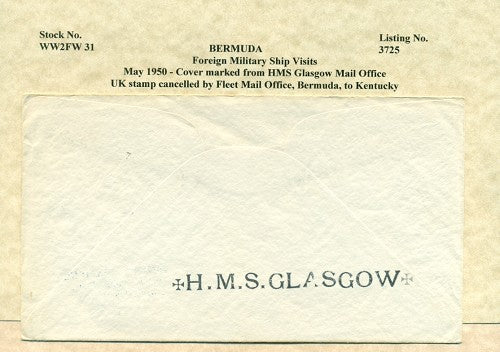 Stock No.
WW2FW 31
Listing No.
3725
BERMUDA
Foreign Military Ship Visits
May 1950 - Cover marked from HMS Glasgow Mail Office
UK stamp cancelled by Fleet Mail Office, Bermuda, to Kentucky
✠H.M.S.GLASGOW✠